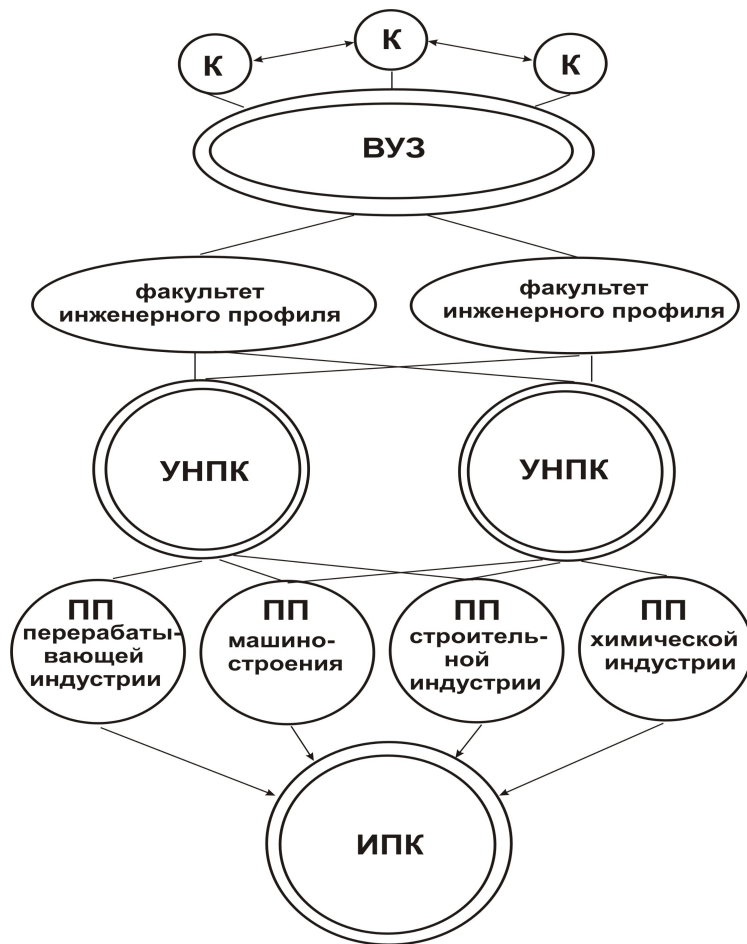 К
К
К
ВУЗ
факультет
инженерного профиля
факультет
инженерного профиля
УНПК
УНПК
ПП
перерабаты-
вающей
индустрии
ПП
машино-
строения
ПП
строитель-
ной
индустрии
ПП
химической
индустрии
ИПК